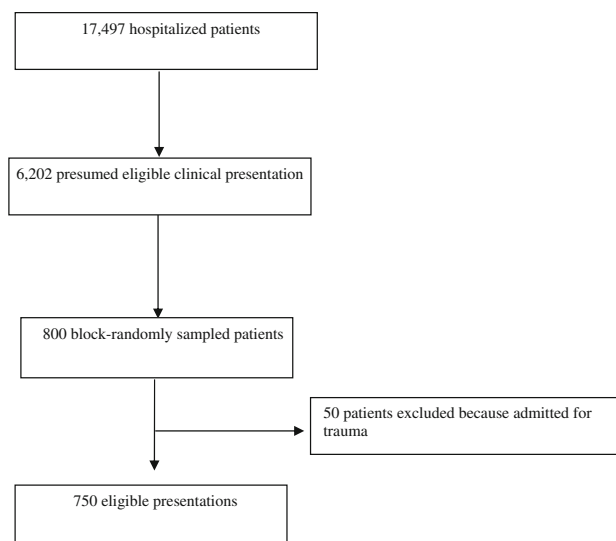 17,497 hospitalized patients
6,202 presumed eligible clinical presentation
800 block-randomly sampled patients
50 patients excluded because admitted for
trauma
750 eligible presentations